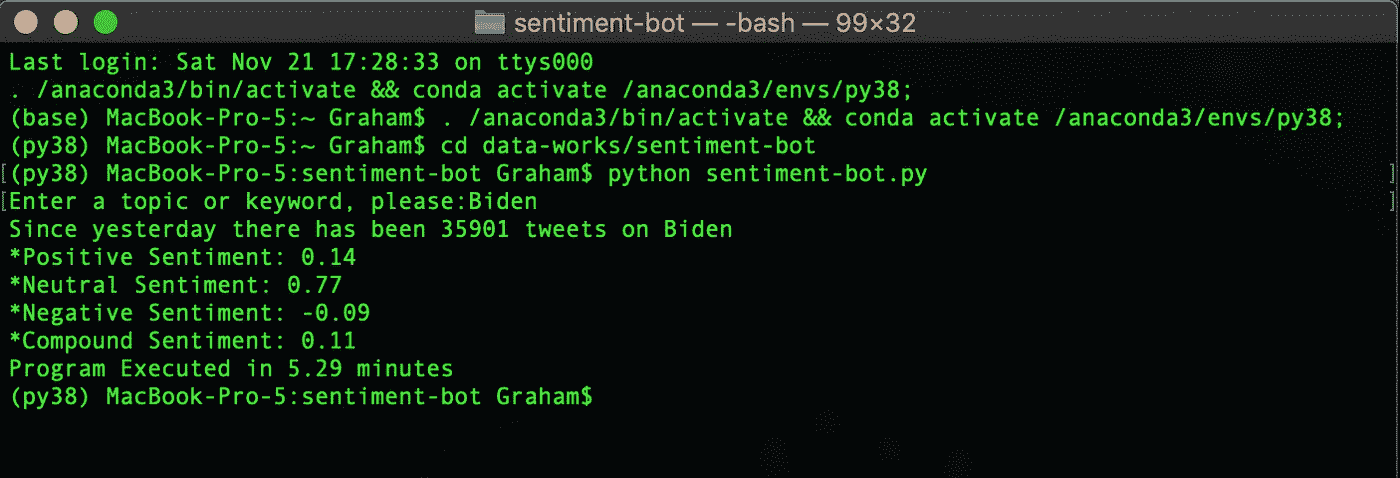 sentiment-bot — -bash — 99×32
Last login: Sat Nov 21 17:28:33 on ttys000
. /anaconda3/bin/activate && conda activate /anaconda3/envs/py38;
(base) MacBook-Pro-5:~ Graham$ . /anaconda3/bin/activate && conda activate /anaconda3/envs/py38;
(py38) MacBook-Pro-5:~ Graham$ cd data-works/sentiment-bot
[(py38) MacBook-Pro-5:sentiment-bot Graham$ python sentiment-bot.py ]
[Enter a topic or keyword, please:Biden ]
Since yesterday there has been 35901 tweets on Biden
*Positive Sentiment: 0.14
*Neutral Sentiment: 0.77
*Negative Sentiment: -0.09
*Compound Sentiment: 0.11
Program Executed in 5.29 minutes
(py38) MacBook-Pro-5:sentiment-bot Graham$